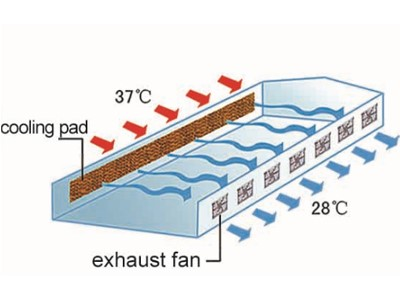 37℃
cooling pad
28℃
exhaust fan